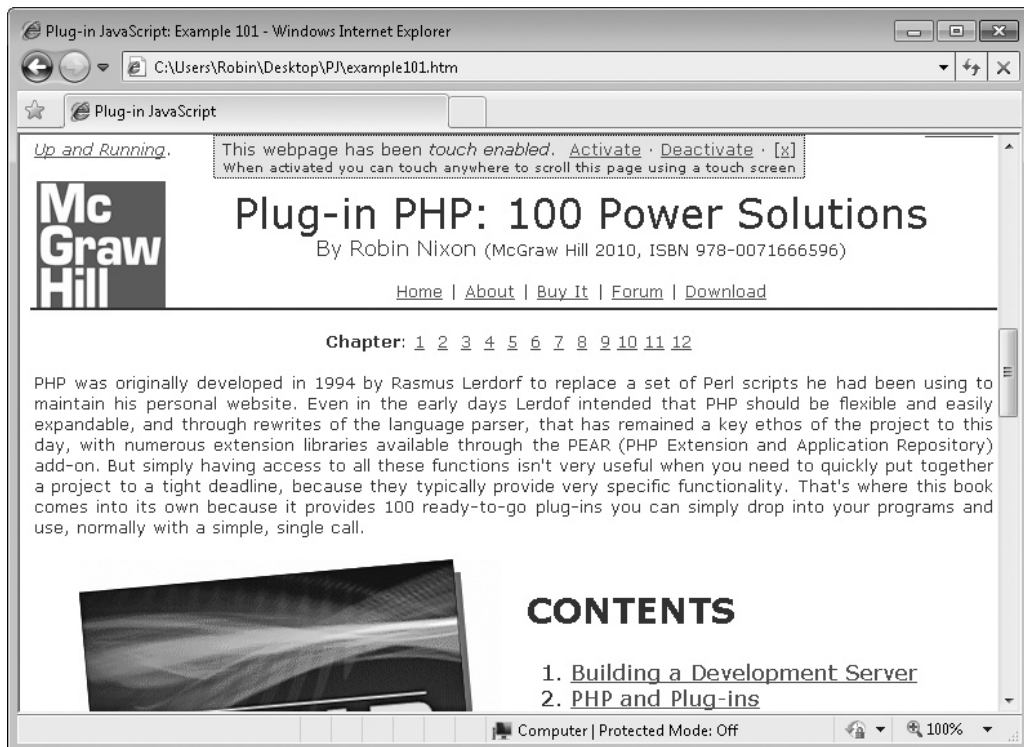 Plug-in JavaScript: Example 101 - Windows Internet Explorer
C:\Users\Robin\Desktop\PJ\example101.htm
Plug-in JavaScript
Up and Running.
This webpage has been touch enabled. Activate · Deactivate · [x]
When activated you can touch anywhere to scroll this page using a touch screen
Mc
Graw
Hill
Plug-in PHP: 100 Power Solutions
By Robin Nixon (McGraw Hill 2010, ISBN 978-0071666596)
Home | About | Buy It | Forum | Download
Chapter: 1 2 3 4 5 6 7 8 9 10 11 12
PHP was originally developed in 1994 by Rasmus Lerdorf to replace a set of Perl scripts he had been using to
maintain his personal website. Even in the early days Lerdof intended that PHP should be flexible and easily
expandable, and through rewrites of the language parser, that has remained a key ethos of the project to this
day, with numerous extension libraries available through the PEAR (PHP Extension and Application Repository)
add-on. But simply having access to all these functions isn't very useful when you need to quickly put together
a project to a tight deadline, because they typically provide very specific functionality. That's where this book
comes into its own because it provides 100 ready-to-go plug-ins you can simply drop into your programs and
use, normally with a simple, single call.
CONTENTS
1. Building a Development Server
2. PHP and Plug-ins
Computer | Protected Mode: Off
100%